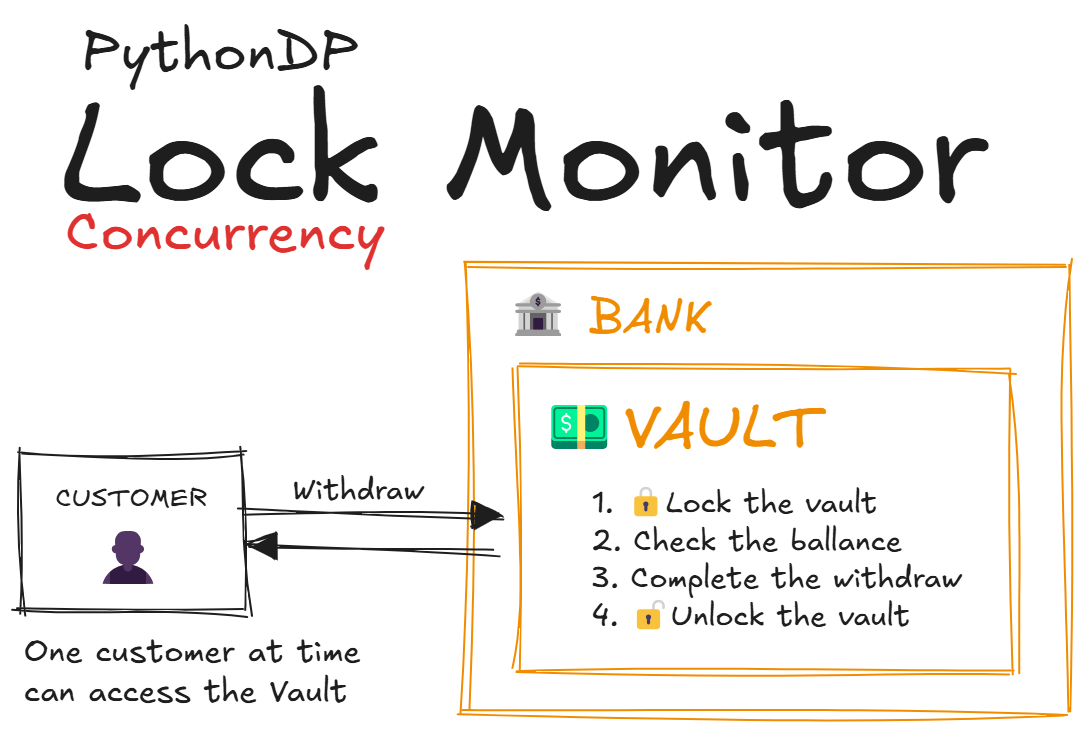 PythonDP
Lock Monitor
Concurrency
BANK
VAULT
CUSTOMER
Withdraw
1. Lock the vault
2. Check the ballance
3. Complete the withdraw
4. Unlock the vault
One customer at time
can access the Vault